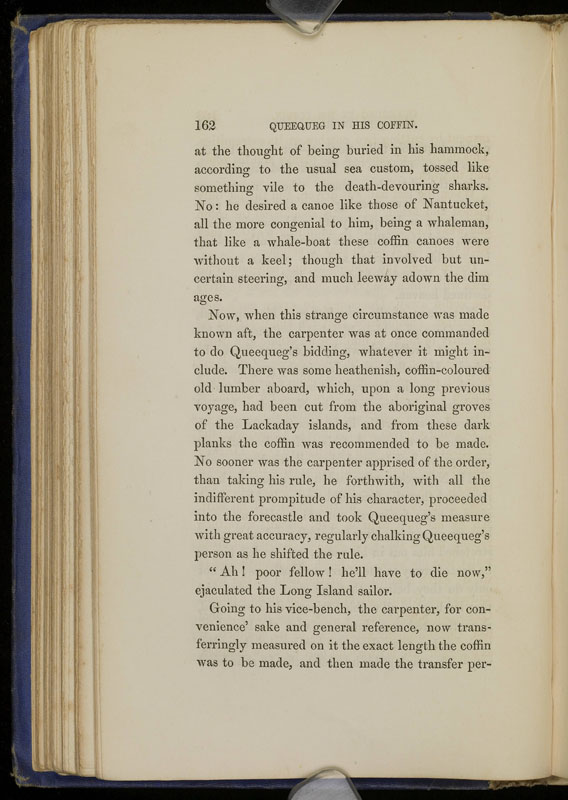 162 QUEEQUEG IN HIS COFFIN.
at the thought of being buried in his hammock,
according to the usual sea custom, tossed like
something vile to the death-devouring sharks.
No: he desired a canoe like those of Nantucket,
all the more congenial to him, being a whaleman,
that like a whale-boat these coffin canoes were
without a keel; though that involved but un-
certain steering, and much leeway adown the dim
ages.
Now, when this strange circumstance was made
known aft, the carpenter was at once commanded
to do Queequeg's bidding, whatever it might in-
clude. There was some heathenish, coffin-coloured
old lumber aboard, which, upon a long previous
voyage, had been cut from the aboriginal groves
of the Lackaday islands, and from these dark
planks the coffin was recommended to be made.
No sooner was the carpenter apprised of the order,
than taking his rule, he forthwith, with all the
indifferent prompitude of his character, proceeded
into the forecastle and took Queequeg's measure
with great accuracy, regularly chalking Queequeg's
person as he shifted the rule.
"Ah! poor fellow! he'll have to die now,"
ejaculated the Long Island sailor.
Going to his vice-bench, the carpenter, for con-
venience' sake and general reference, now trans-
ferringly measured on it the exact length the coffin
was to be made, and then made the transfer per-